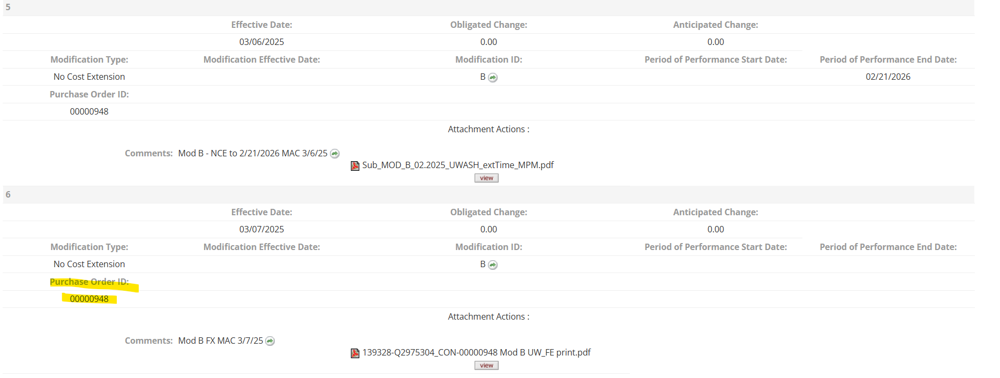 5
Effective Date: Obligated Change: Anticipated Change:
03/06/2025 0.00 0.00
Modification Type: Modification Effective Date: Modification ID: Period of Performance Start Date: Period of Performance End Date:
No Cost Extension B 02/21/2026
Purchase Order ID:
00000948
Attachment Actions :
Comments: Mod B - NCE to 2/21/2026 MAC 3/6/25
Sub_MOD_B_02.2025_UWASH_extTime_MPM.pdf
view
6
Effective Date: Obligated Change: Anticipated Change:
03/07/2025 0.00 0.00
Modification Type: Modification Effective Date: Modification ID: Period of Performance Start Date: Period of Performance End Date:
No Cost Extension B
Purchase Order ID:
00000948
Attachment Actions :
Comments: Mod B FX MAC 3/7/25
139328-Q2975304_CON-00000948 Mod B UW_FE print.pdf
view